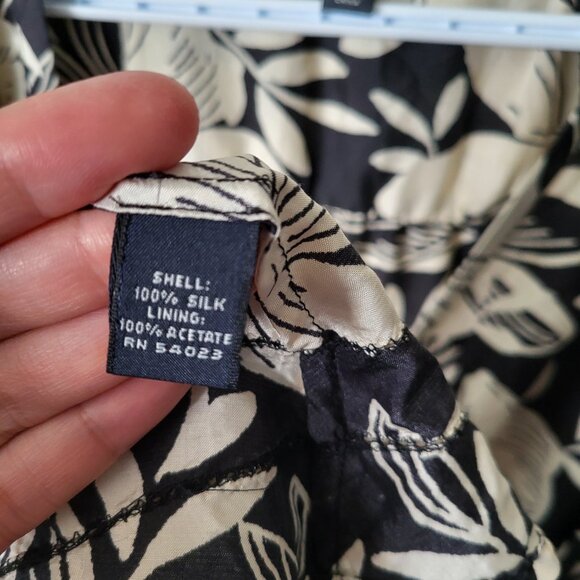 SHELL:
100% SILK
LINING:
100% ACETATE
RN 54023